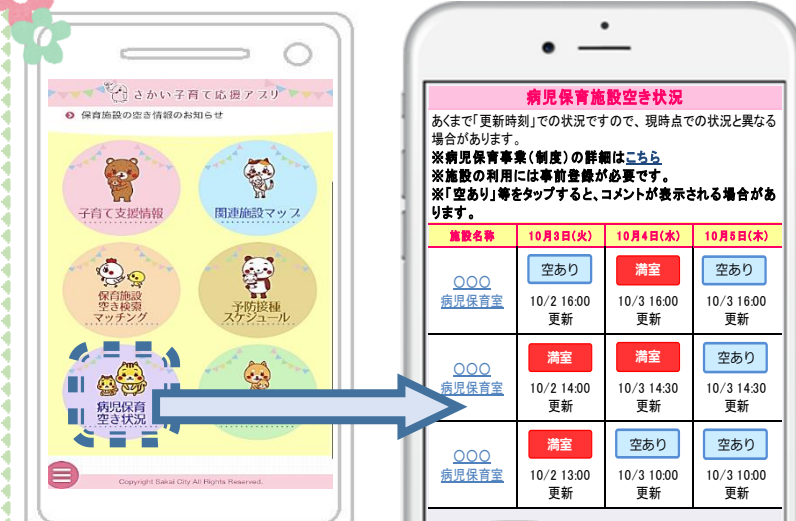 さかい子育て応援アプリ
保育施設の空き情報のお知らせ
子育て支援情報
関連施設マップ
保育施設
空き検索
マッチング
予防接種
スケジュール
病児保育
空き状況
Copyright Sakai City All Rights Reserved.
病児保育施設空き状況
あくまで「更新時刻」での状況ですので、現時点での状況と異なる
場合があります。
※病児保育事業(制度)の詳細はこちら
※施設の利用には事前登録が必要です。
※「空あり」等をタップすると、コメントが表示される場合があ
ります。
施設名称 10月3日(火) 10月4日(水) 10月5日(木)
空あり 満室 空あり
〇〇〇
病児保育室 10/2 16:00 10/3 16:00 10/3 16:00
更新 更新 更新
満室 満室 空あり
〇〇〇
病児保育室 10/2 14:00 10/3 14:30 10/3 14:30
更新 更新 更新
満室 空あり 空あり
〇〇〇
病児保育室 10/2 13:00 10/3 10:00 10/3 10:00
更新 更新 更新